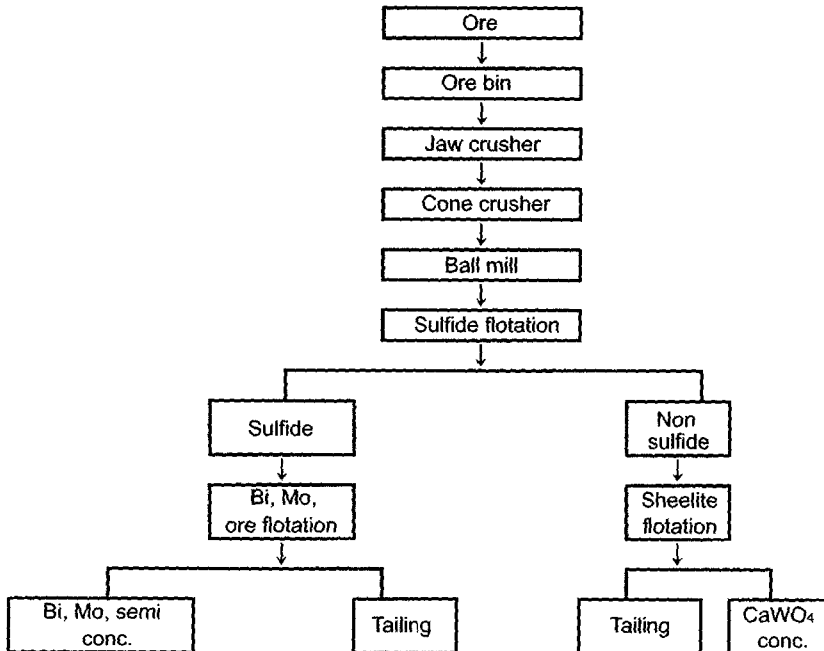 Ore
Ore bin
Jaw crusher
Cone crusher
Ball mill
Sulfide flotation
Sulfide
Non
sulfide
Bi, Mo,
ore flotation
Sheelite
flotation
Bi, Mo, semi
conc.
Tailing
Tailing
CaWO₄
conc.